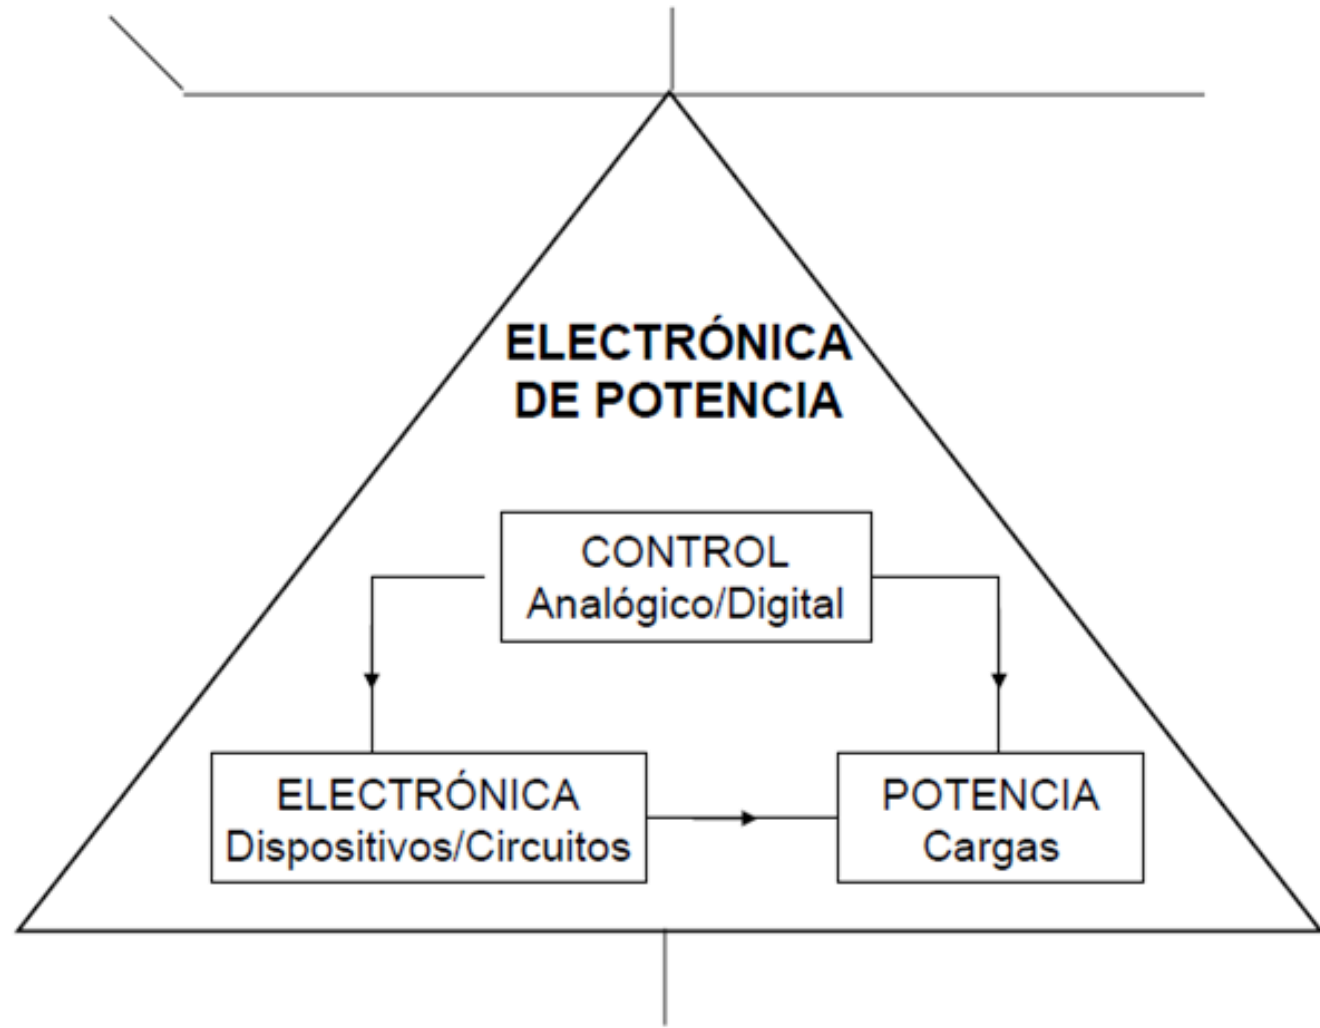 ELECTRÓNICA
DE POTENCIA
CONTROL
Analógico/Digital
ELECTRÓNICA
Dispositivos/Circuitos
POTENCIA
Cargas